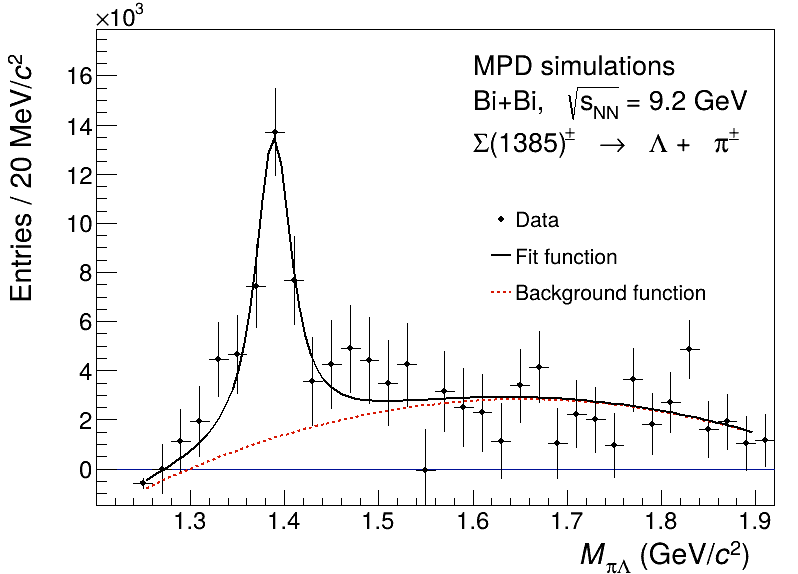 ×10³
Entries / 20 MeV/c²
16
14
12
10
8
6
4
2
0
MPD simulations
Bi+Bi, √sNN = 9.2 GeV
Σ(1385)± → Λ + π±
Data
Fit function
Background function
1.3 1.4 1.5 1.6 1.7 1.8 1.9
MπΛ (GeV/c²)